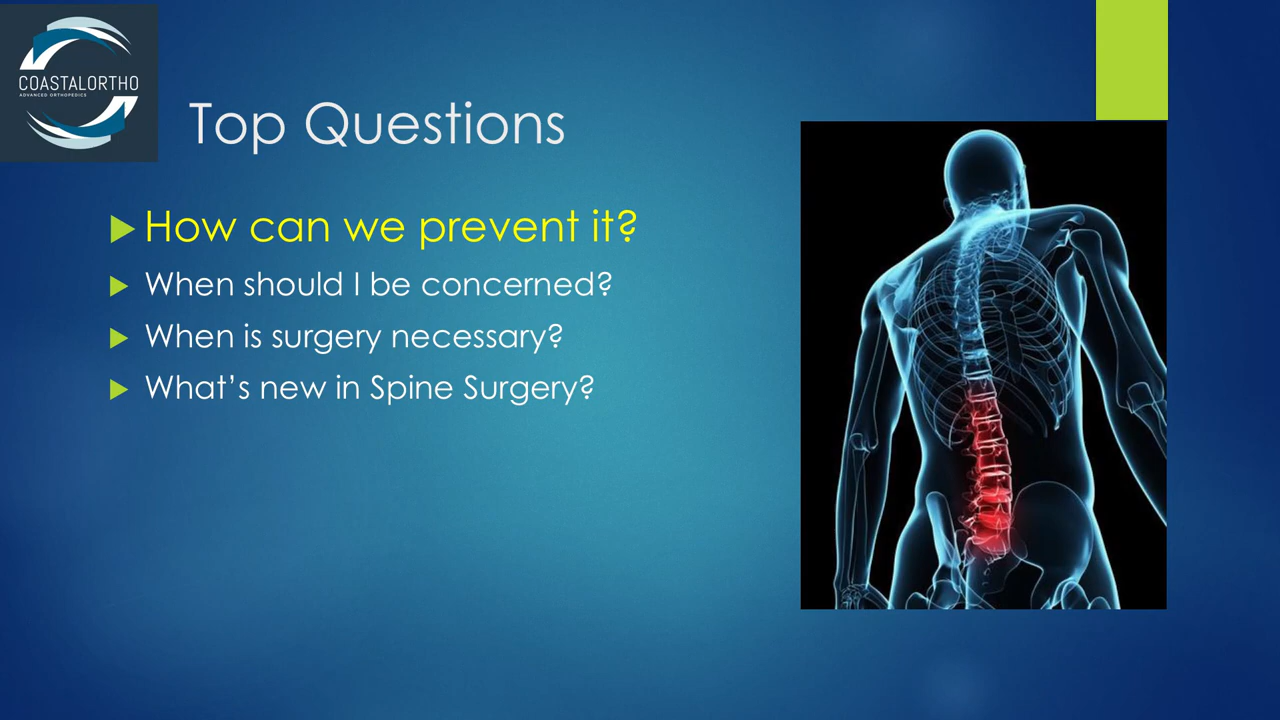 COASTALORTHO
ADVANCED ORTHOPEDICS
Top Questions
How can we prevent it?
When should I be concerned?
When is surgery necessary?
What’s new in Spine Surgery?